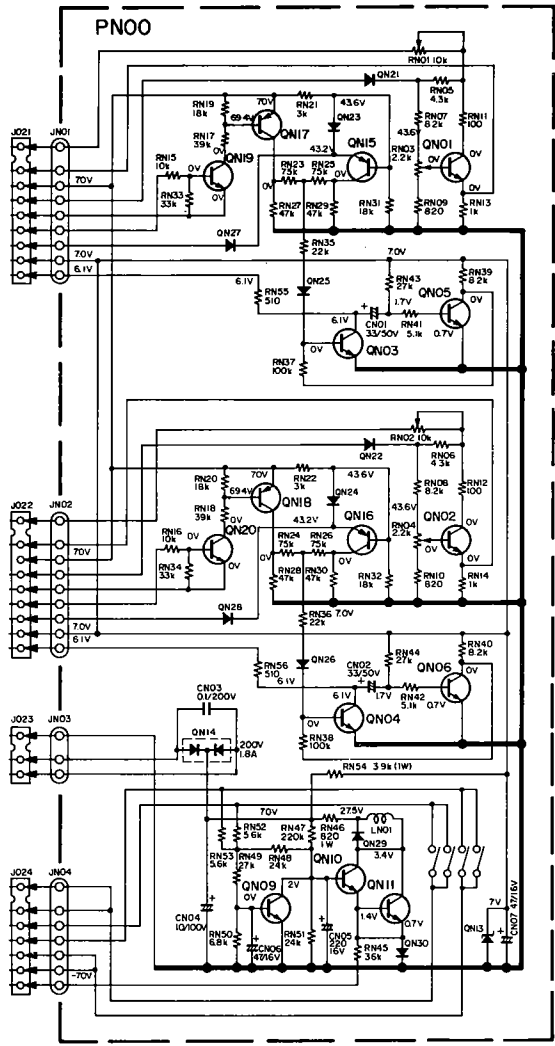 PN00
RN01 10k
QN21
RN05
4.3k
RN19
18k
70V
RN21
3k
43.6V
RN07
8.2k
RN11
100
J021
JN01
RN17
39k
69.4V
QN17
QN23
QN15
43.6V
RN03
2.2k
QN01
RN15
10k
0V
QN19
43.2V
RN23
75k
RN25
75k
0V
0V
0V
70V
RN33
33k
0V
RN27
47k
RN29
47k
RN31
18k
RN09
820
RN13
1k
QN27
RN35
22k
7.0V
7.0V
6.1V
6.1V
RN55
510
QN25
RN43
27k
RN39
8.2k
1.7V
QN05
0V
6.1V
CN01
33/50V
RN41
5.1k
0.7V
QN03
0V
RN37
100k
RN02 10k
QN22
RN06
4.3k
RN20
18k
70V
RN22
3k
43.6V
RN08
8.2k
RN12
100
J022
JN02
RN18
39k
69.4V
QN18
QN24
QN16
43.6V
RN04
2.2k
QN02
43.2V
RN16
10k
0V
QN20
RN24
75k
RN26
75k
0V
0V
0V
70V
RN34
33k
0V
RN28
47k
RN30
47k
RN32
18k
RN10
820
RN14
1k
QN28
RN36
22k
7.0V
7.0V
6.1V
RN56
510
QN26
RN44
27k
RN40
8.2k
6.1V
CN02
33/50V
QN06
0V
6.1V
1.7V
RN42
5.1k
0.7V
QN04
0V
RN38
100k
CN03
0.1/200V
J023
JN03
QN14
200V
1.8A
RN54 3.9k (1W)
70V
27.5V
RN52
5.6k
RN47
220k
RN46
820
1W
LN01
QN29
RN53
5.6k
RN49
27k
RN48
24k
QN10
3.4V
J024
JN04
QN09
0V
2V
QN11
CN04
10/100V
RN50
6.8k
CN06
47/16V
RN51
24k
CN05
220
16V
1.4V
0.7V
RN45
36k
QN30
7V
QN13
CN07 47/16V
-70V